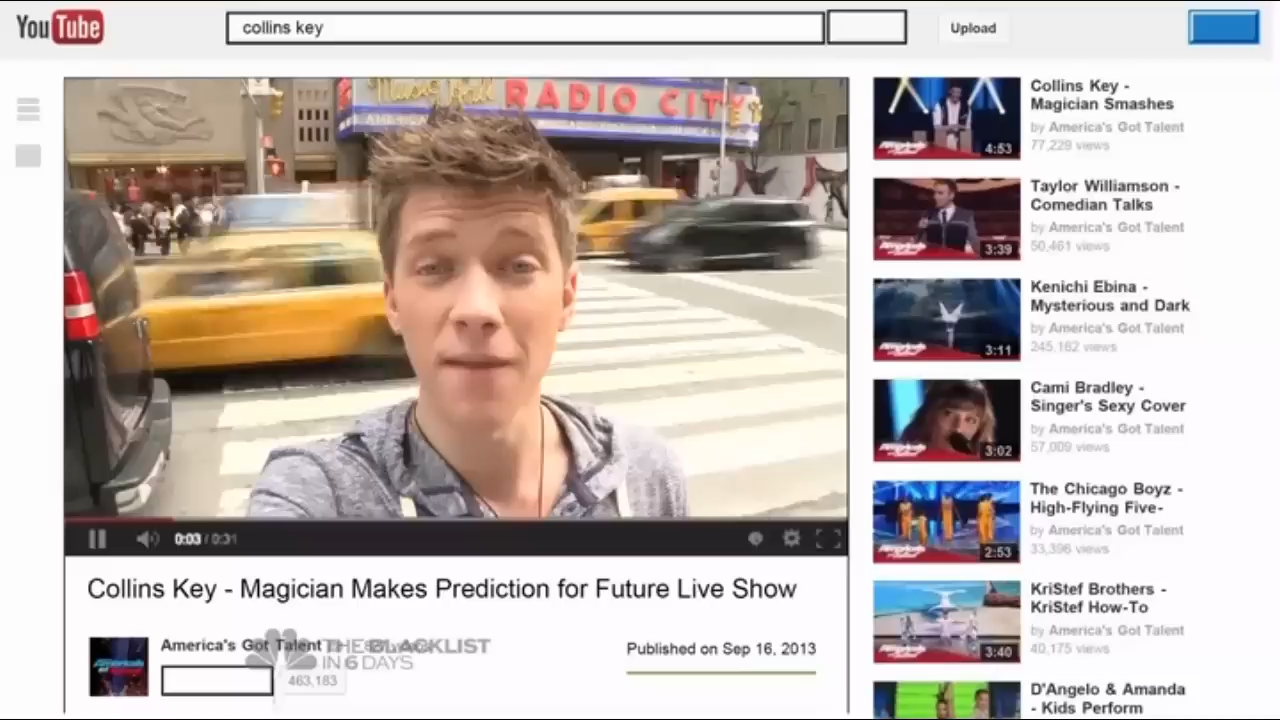 YouTube
collins key
Upload
Music Hall
RADIO CITY
AMERICA'S
0:03 / 0:31
Collins Key - Magician Makes Prediction for Future Live Show
America's Got Talent
463,183
THE BLACKLIST
IN 6 DAYS
Published on Sep 16, 2013
4:53
Collins Key -
Magician Smashes
by America's Got Talent
77,229 views
3:39
Taylor Williamson -
Comedian Talks
by America's Got Talent
50,461 views
3:11
Kenichi Ebina -
Mysterious and Dark
by America's Got Talent
245,162 views
3:02
Cami Bradley -
Singer's Sexy Cover
by America's Got Talent
57,009 views
2:53
The Chicago Boyz -
High-Flying Five-
by America's Got Talent
33,396 views
3:40
KriStef Brothers -
KriStef How-To
by America's Got Talent
40,175 views
D'Angelo & Amanda
- Kids Perform